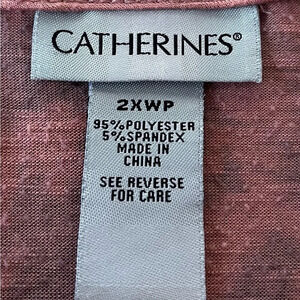 CATHERINES®
2XWP
95%POLYESTER
5%SPANDEX
MADE IN
CHINA
SEE REVERSE
FOR CARE